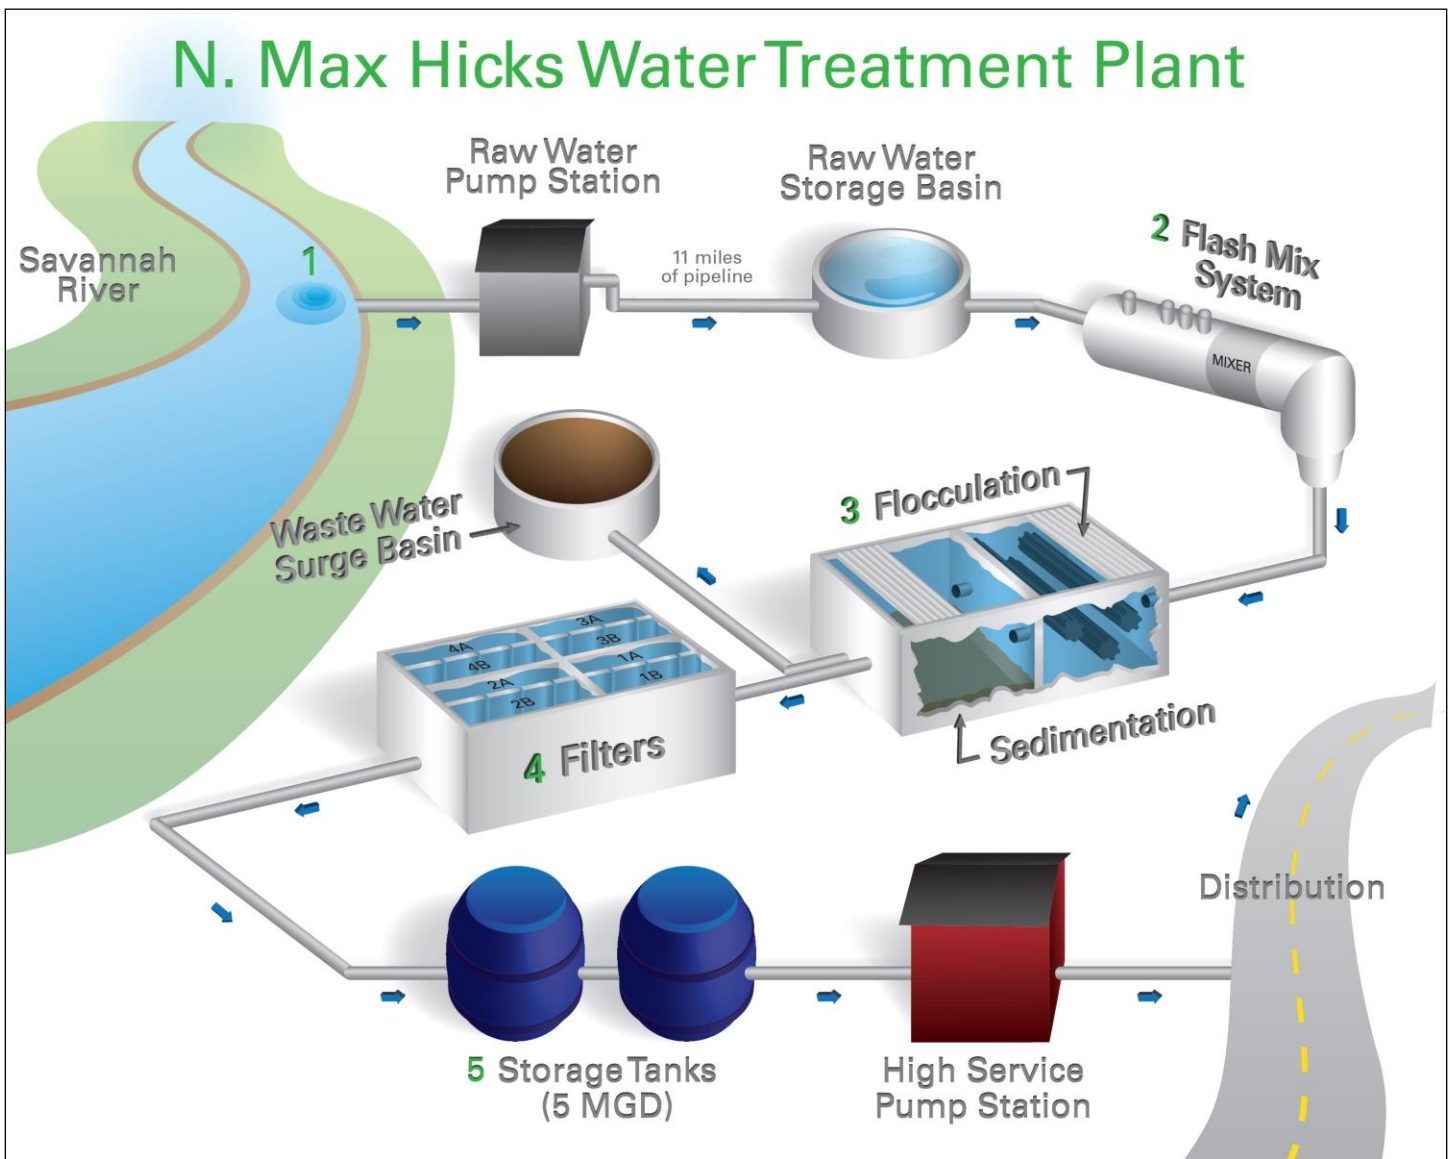 N. Max Hicks Water Treatment Plant
Raw Water
Pump Station
Raw Water
Storage Basin
2 Flash Mix
System
Savannah
River
1
11 miles
of pipeline
MIXER
3 Flocculation
Waste Water
Surge Basin
3A
4A
3B
4B
1A
2A
1B
2B
4 Filters
Sedimentation
Distribution
5 Storage Tanks
(5 MGD)
High Service
Pump Station